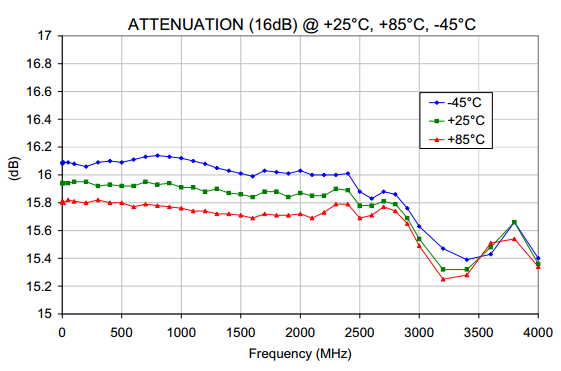 ATTENUATION (16dB) @ +25°C, +85°C, -45°C
17
16.8
16.6
16.4
16.2
16
15.8
15.6
15.4
15.2
15
(dB)
-45°C
+25°C
+85°C
0 500 1000 1500 2000 2500 3000 3500 4000
Frequency (MHz)